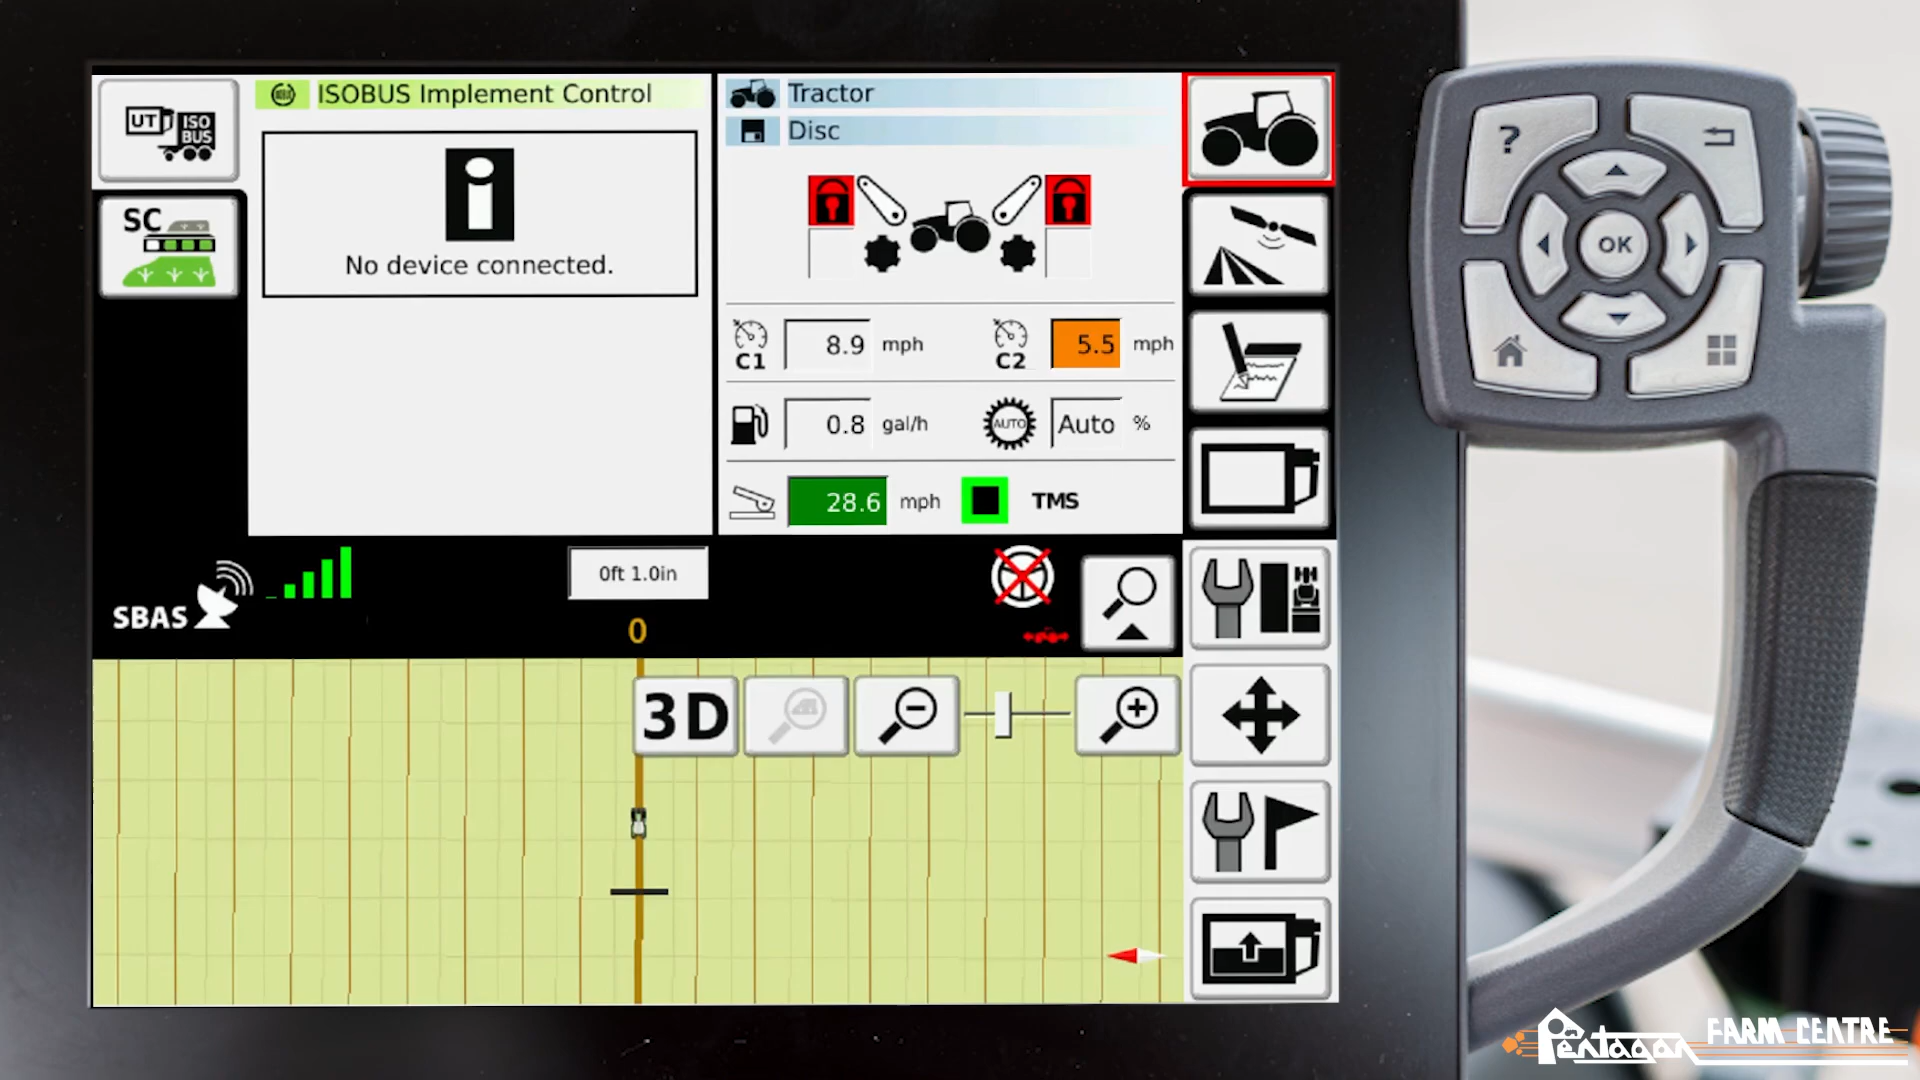 UT
ISO
BUS
ISOBUS Implement Control
No device connected.
SC
Tractor
Disc
C1
8.9 mph
C2
5.5 mph
0.8 gal/h
AUTO
Auto %
28.6 mph
TMS
SBAS
0ft 1.0in
0
3D
?
OK
Pentagon FARM CENTRE